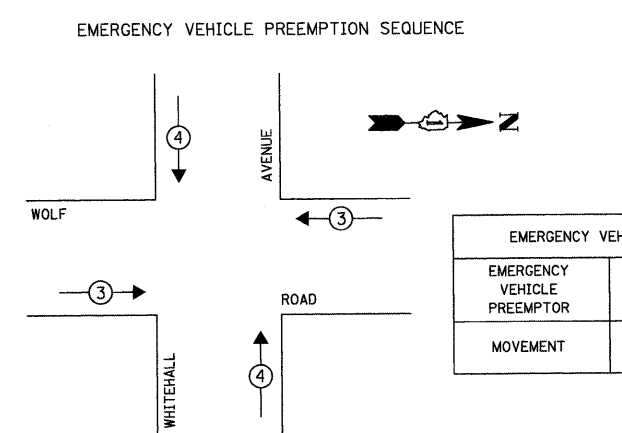 EMERGENCY VEHICLE PREEMPTION SEQUENCE
4
AVENUE
N
WOLF
3
EMERGENCY VEH
EMERGENCY
VEHICLE
PREEMPTOR
3
ROAD
MOVEMENT
WHITEHALL
4